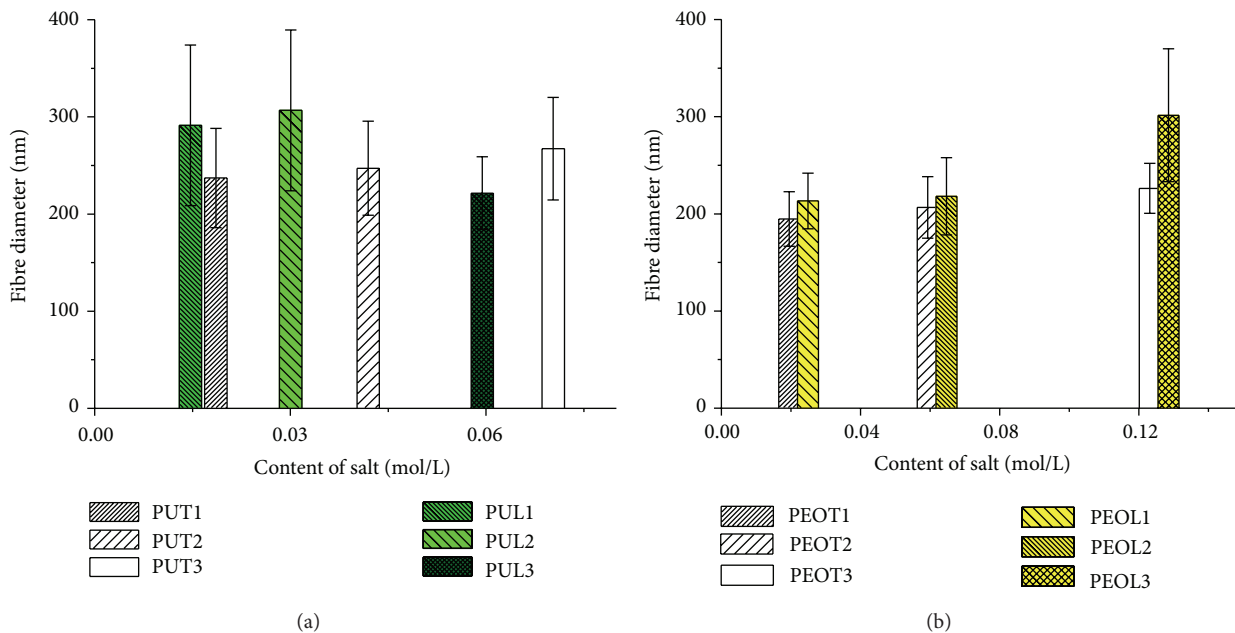 400
300
200
100
0
Fibre diameter (nm)
0.00 0.03 0.06
Content of salt (mol/L)
PUT1 PUL1
PUT2 PUL2
PUT3 PUL3
(a)
400
300
200
100
0
Fibre diameter (nm)
0.00 0.04 0.08 0.12
Content of salt (mol/L)
PEOT1 PEOL1
PEOT2 PEOL2
PEOT3 PEOL3
(b)